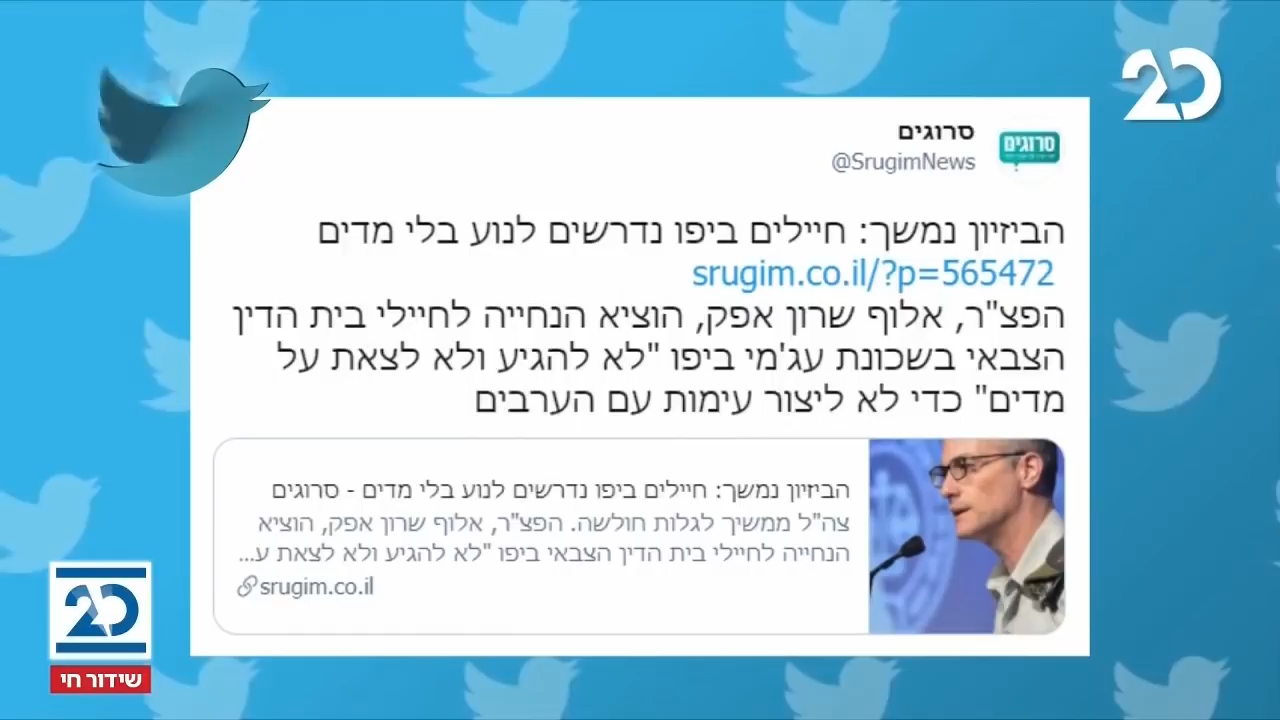 20
סרוגים
סרוגים
@SrugimNews
הביזיון נמשך: חיילים ביפו נדרשים לנוע בלי מדים
srugim.co.il/?p=565472
הפצ"ר, אלוף שרון אפק, הוציא הנחייה לחיילי בית הדין
הצבאי בשכונת עג'מי ביפו "לא להגיע ולא לצאת על
מדים" כדי לא ליצור עימות עם הערבים
הביזיון נמשך: חיילים ביפו נדרשים לנוע בלי מדים - סרוגים
צה"ל ממשיך לגלות חולשה. הפצ"ר, אלוף שרון אפק, הוציא
הנחייה לחיילי בית הדין הצבאי ביפו "לא להגיע ולא לצאת ע...
srugim.co.il
20
שידור חי